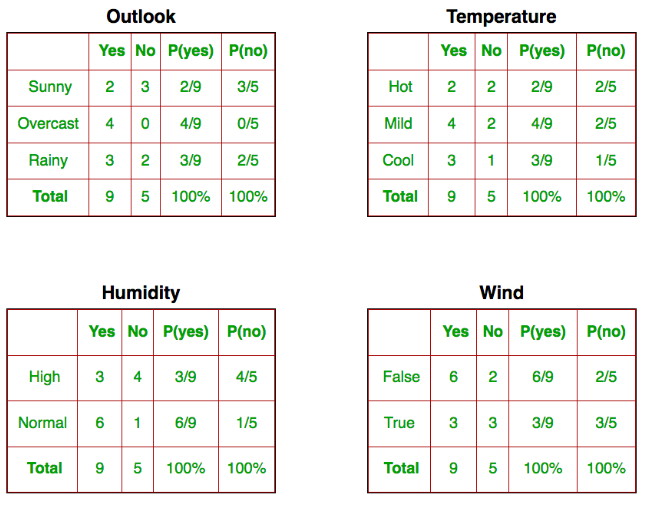 Outlook
Yes No P(yes) P(no)
Sunny 2 3 2/9 3/5
Overcast 4 0 4/9 0/5
Rainy 3 2 3/9 2/5
Total 9 5 100% 100%
Temperature
Yes No P(yes) P(no)
Hot 2 2 2/9 2/5
Mild 4 2 4/9 2/5
Cool 3 1 3/9 1/5
Total 9 5 100% 100%
Humidity
Yes No P(yes) P(no)
High 3 4 3/9 4/5
Normal 6 1 6/9 1/5
Total 9 5 100% 100%
Wind
Yes No P(yes) P(no)
False 6 2 6/9 2/5
True 3 3 3/9 3/5
Total 9 5 100% 100%